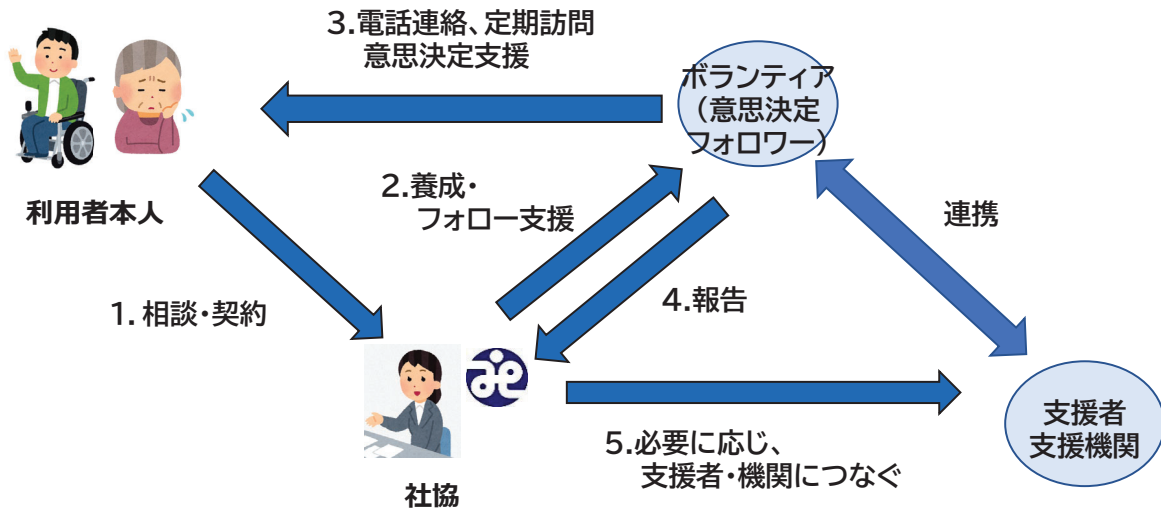 3.電話連絡、定期訪問
意思決定支援
ボランティア
(意思決定
フォロワー)
利用者本人
2.養成・
フォロー支援
連携
1.相談・契約
4.報告
支援者
支援機関
5.必要に応じ、
支援者・機関につなぐ
社協